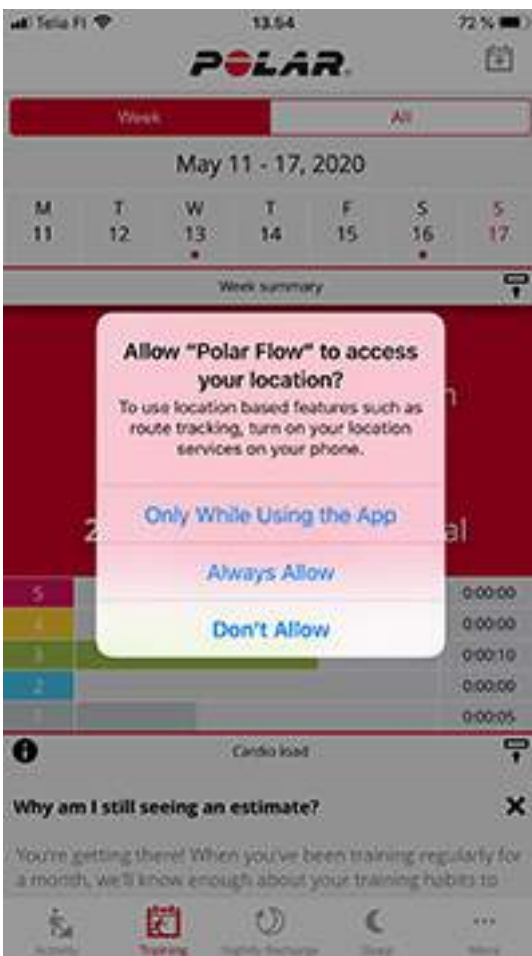 Telia FI 13.54 72 %
POLAR
Week All
May 11 - 17, 2020
M T W T F S S
11 12 13 14 15 16 17
Week summary
Allow “Polar Flow” to access
your location?
To use location based features such as
route tracking, turn on your location
services on your phone.
Only While Using the App
2 al
Always Allow
5 0:00:00
Don't Allow
4 0:00:00
3 0:00:10
2 0:00:00
1 0:00:05
Cardio load
Why am I still seeing an estimate?
You're getting there! When you've been training regularly for
a month, we'll know enough about your training habits to
Activity Training Nightly Recharge Sleep More